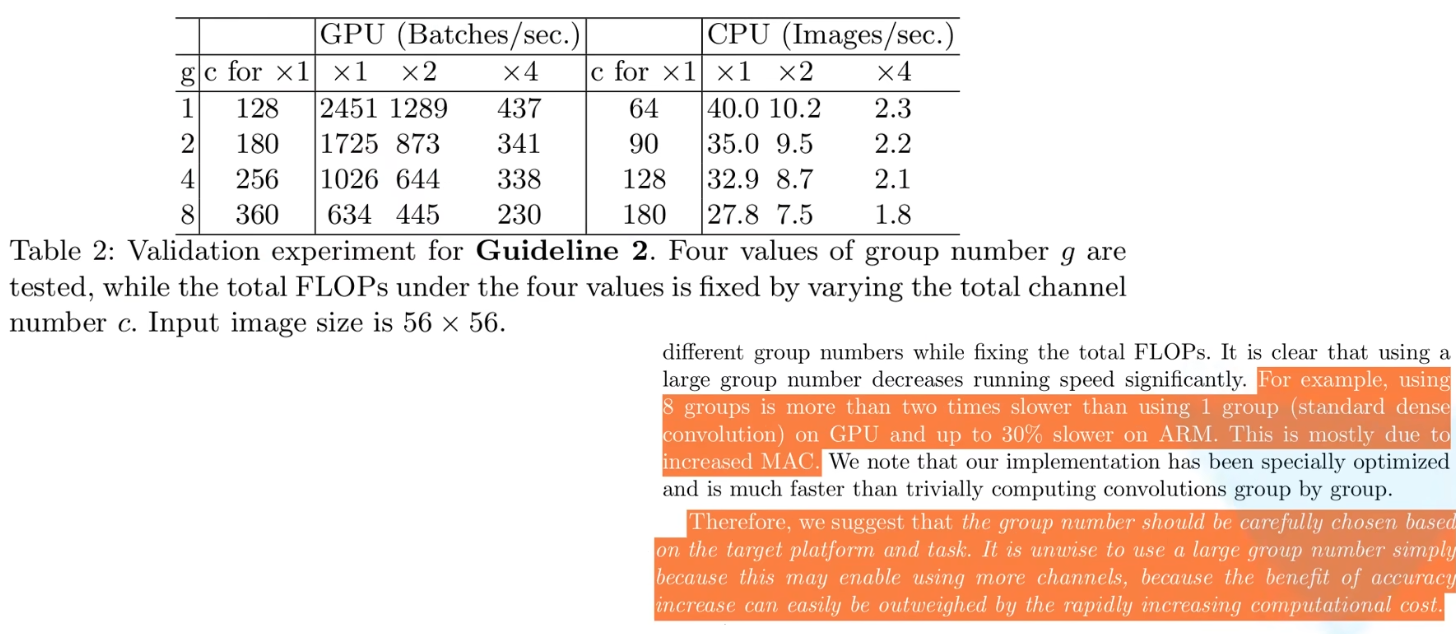 GPU (Batches/sec.) CPU (Images/sec.)
g c for ×1 ×1 ×2 ×4 c for ×1 ×1 ×2 ×4
1 128 2451 1289 437 64 40.0 10.2 2.3
2 180 1725 873 341 90 35.0 9.5 2.2
4 256 1026 644 338 128 32.9 8.7 2.1
8 360 634 445 230 180 27.8 7.5 1.8
Table 2: Validation experiment for Guideline 2. Four values of group number g are
tested, while the total FLOPs under the four values is fixed by varying the total channel
number c. Input image size is 56 × 56.
different group numbers while fixing the total FLOPs. It is clear that using a
large group number decreases running speed significantly. For example, using
8 groups is more than two times slower than using 1 group (standard dense
convolution) on GPU and up to 30% slower on ARM. This is mostly due to
increased MAC. We note that our implementation has been specially optimized
and is much faster than trivially computing convolutions group by group.
Therefore, we suggest that the group number should be carefully chosen based
on the target platform and task. It is unwise to use a large group number simply
because this may enable using more channels, because the benefit of accuracy
increase can easily be outweighed by the rapidly increasing computational cost.